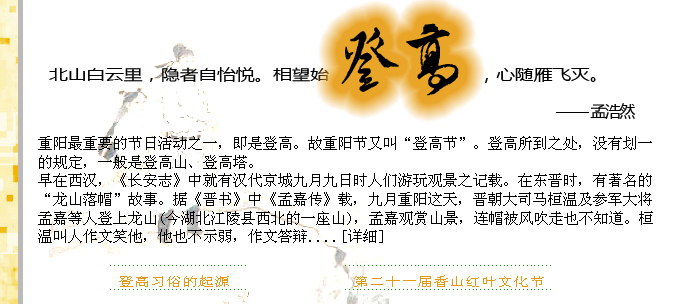 北山白云里，隐者自怡悦。相望始登高，心随雁飞灭。
——孟浩然
重阳最重要的节日活动之一，即是登高。故重阳节又叫“登高节”。登高所到之处，没有划一
的规定，一般是登高山、登高塔。
早在西汉，《长安志》中就有汉代京城九月九日时人们游玩观景之记载。在东晋时，有著名的
“龙山落帽”故事。据《晋书》中《孟嘉传》载，九月重阳这天，晋朝大司马桓温及参军大将
孟嘉等人登上龙山(今湖北江陵县西北的一座山)，孟嘉观赏山景，连帽被风吹走也不知道。桓
温叫人作文笑他，他也不示弱，作文答辩....[详细]
登高习俗的起源 第二十一届香山红叶文化节